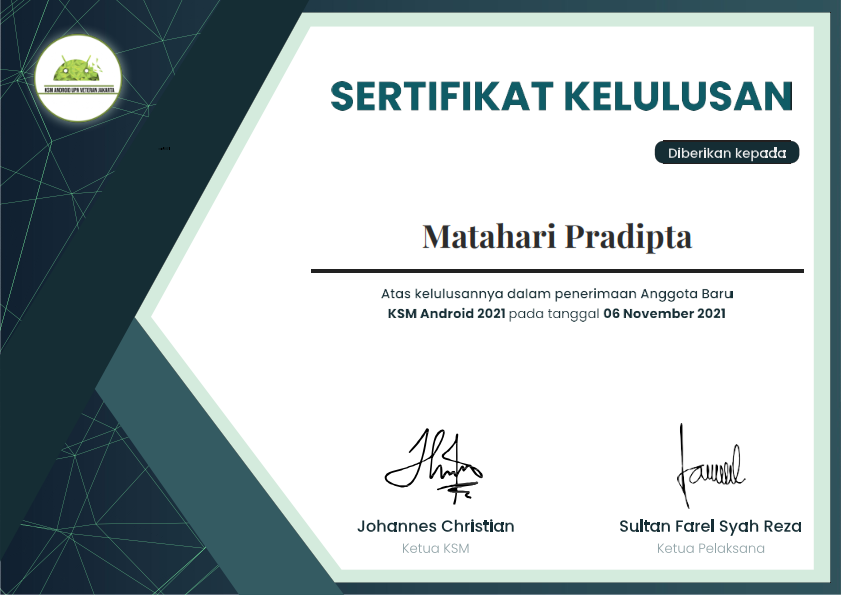 KSM ANDROID UPN VETERAN JAKARTA
SERTIFIKAT KELULUSAN
Diberikan kepada
Matahari Pradipta
Atas kelulusannya dalam penerimaan Anggota Baru
KSM Android 2021 pada tanggal 06 November 2021
Johannes Christian
Ketua KSM
Sultan Farel Syah Reza
Ketua Pelaksana